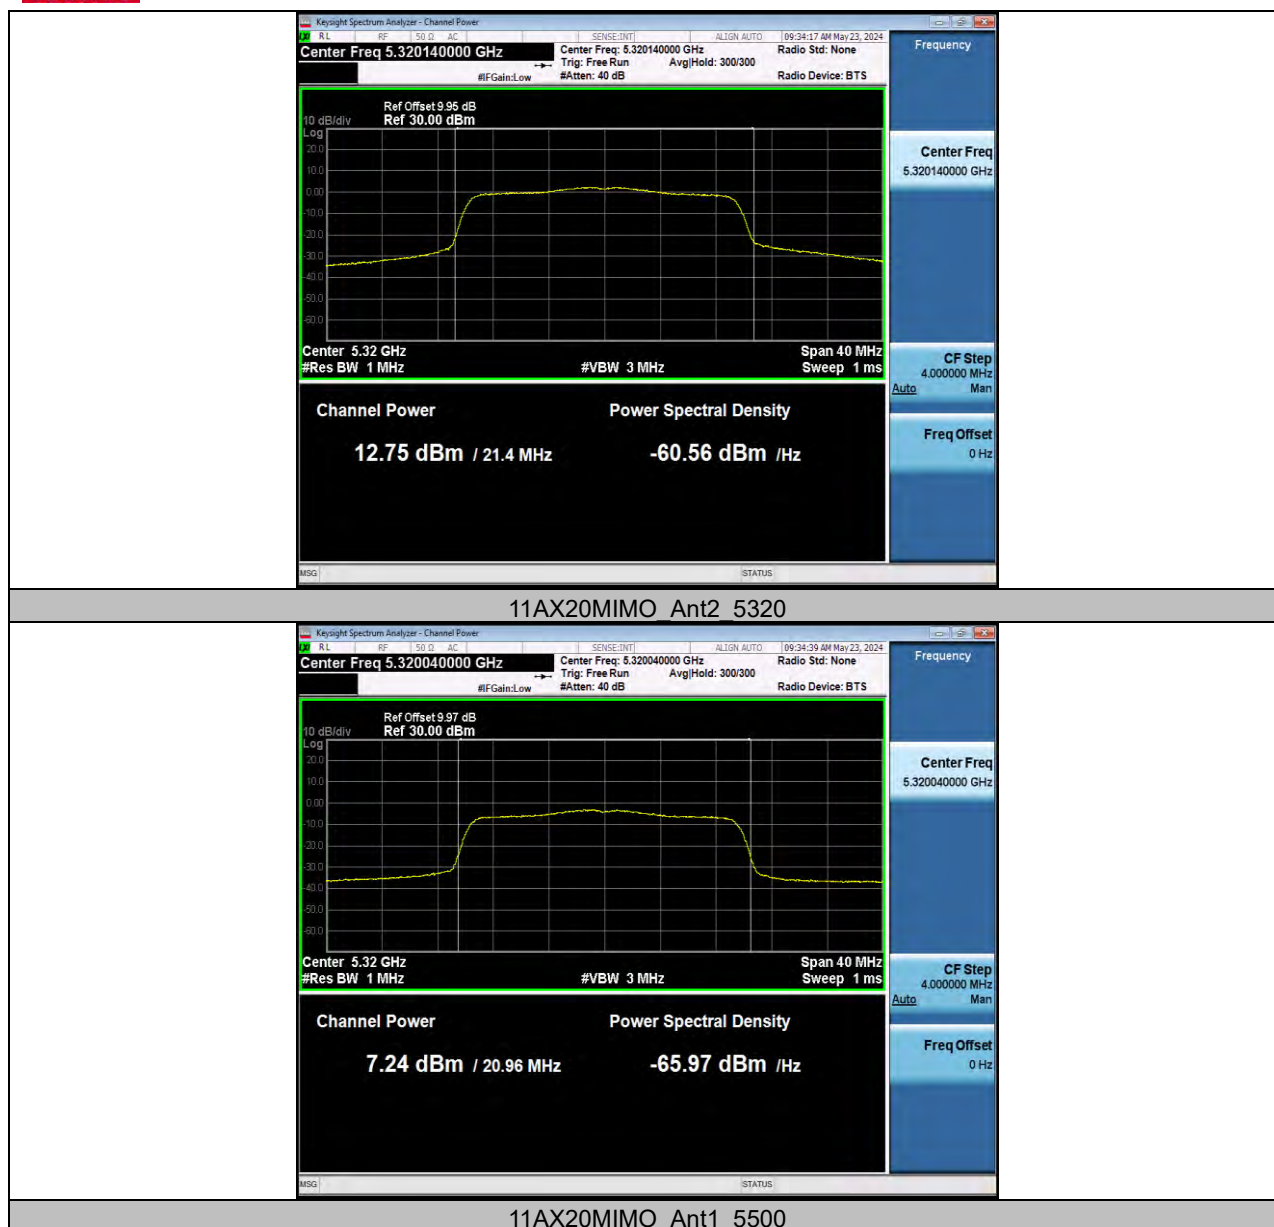 Keysight Spectrum Analyzer - Channel Power
RL RF 50 Ω AC SENSE:INT ALIGN AUTO 09:34:17 AM May 23, 2024
Center Freq 5.320140000 GHz
Center Freq: 5.320140000 GHz Radio Std: None
Trig: Free Run Avg|Hold: 300/300
#IFGain:Low #Atten: 40 dB Radio Device: BTS
Frequency
Ref Offset 9.95 dB
10 dB/div Ref 30.00 dBm
Log
20.0
10.0
0.00
-10.0
-20.0
-30.0
-40.0
-50.0
-60.0
Center Freq
5.320140000 GHz
Center 5.32 GHz Span 40 MHz
#Res BW 1 MHz #VBW 3 MHz Sweep 1 ms
CF Step
4.000000 MHz
Auto Man
Channel Power Power Spectral Density
12.75 dBm / 21.4 MHz -60.56 dBm /Hz
Freq Offset
0 Hz
MSG STATUS
11AX20MIMO_Ant2_5320
Keysight Spectrum Analyzer - Channel Power
RL RF 50 Ω AC SENSE:INT ALIGN AUTO 09:34:39 AM May 23, 2024
Center Freq 5.320040000 GHz
Center Freq: 5.320040000 GHz Radio Std: None
Trig: Free Run Avg|Hold: 300/300
#IFGain:Low #Atten: 40 dB Radio Device: BTS
Frequency
Ref Offset 9.97 dB
10 dB/div Ref 30.00 dBm
Log
20.0
10.0
0.00
-10.0
-20.0
-30.0
-40.0
-50.0
-60.0
Center Freq
5.320040000 GHz
Center 5.32 GHz Span 40 MHz
#Res BW 1 MHz #VBW 3 MHz Sweep 1 ms
CF Step
4.000000 MHz
Auto Man
Channel Power Power Spectral Density
7.24 dBm / 20.96 MHz -65.97 dBm /Hz
Freq Offset
0 Hz
MSG STATUS
11AX20MIMO_Ant1_5500